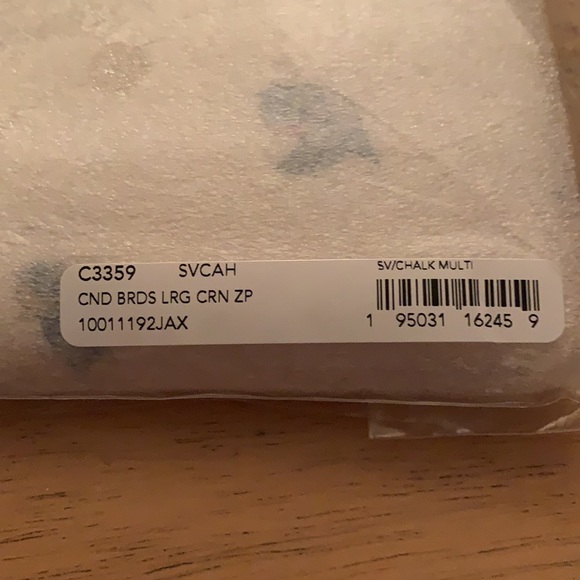 C3359 SVCAH SV/CHALK MULTI
CND BRDS LRG CRN ZP
10011192JAX
1 95031 16245 9